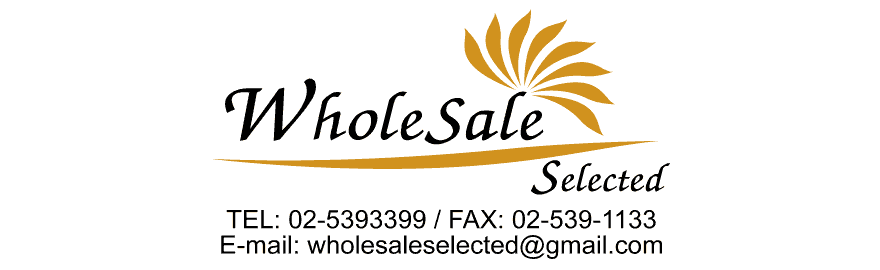 WholeSale
Selected
TEL: 02-5393399 / FAX: 02-539-1133
E-mail: wholesaleselected@gmail.com